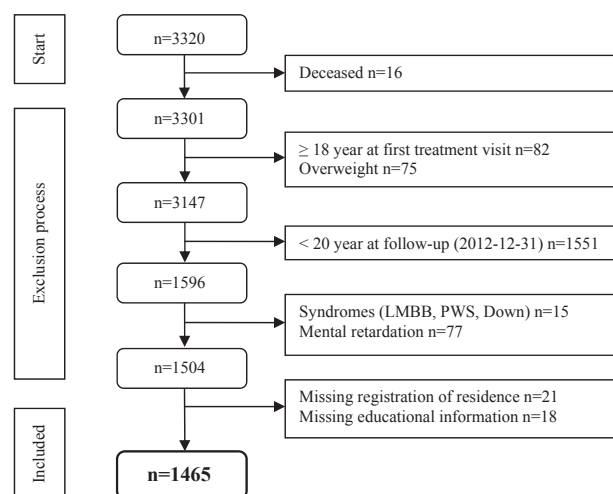 Start
n=3320
Deceased n=16
Exclusion process
n=3301
≥ 18 year at first treatment visit n=82
Overweight n=75
n=3147
< 20 year at follow-up (2012-12-31) n=1551
n=1596
Syndromes (LMBB, PWS, Down) n=15
Mental retardation n=77
n=1504
Missing registration of residence n=21
Missing educational information n=18
Included
n=1465